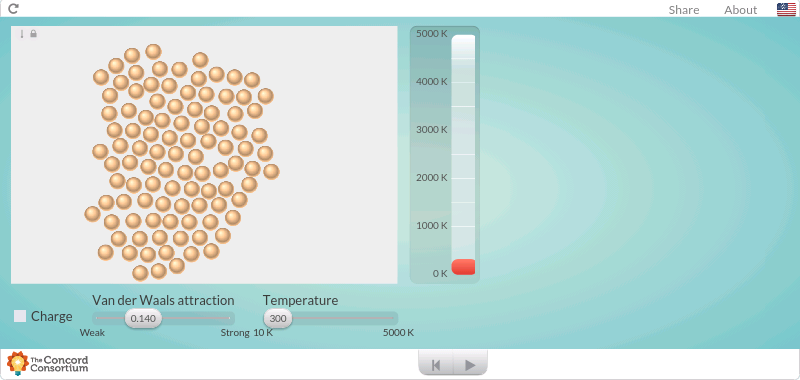 Share About
5000 K
4000 K
3000 K
2000 K
1000 K
0 K
Van der Waals attraction
Temperature
Charge
0.140
300
Weak
Strong
10 K
5000 K
The Concord
Consortium